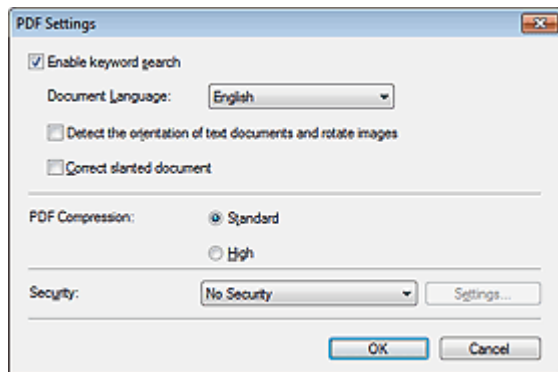 PDF Settings
Enable keyword search
Document Language: English
Detect the orientation of text documents and rotate images
Correct slanted document
PDF Compression: Standard
High
Security: No Security Settings...
OK Cancel